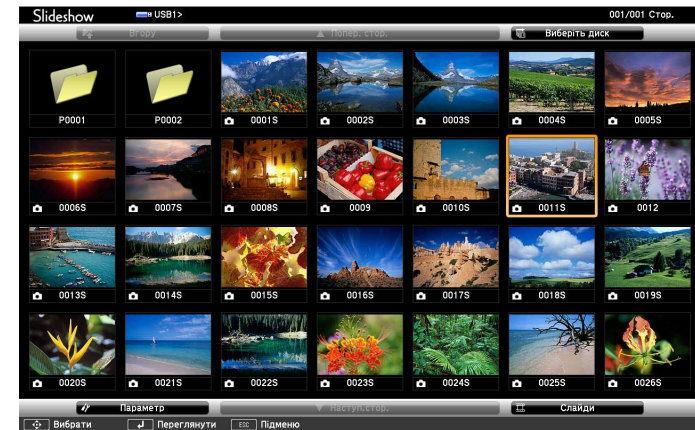 Slideshow USB1> 001/001 Стор.
Вгору Попер. стор. Виберіть диск
P0001 P0002 0001S 0002S 0003S 0004S 0005S
0006S 0007S 0008S 0009 0010S 0011S 0012
0013S 0014S 0015S 0016S 0017S 0018S 0019S
0020S 0021S 0022S 0023S 0024S 0025S 0026S
Параметр Наступ.стор. Слайди
Вибрати Переглянути ESC Підменю